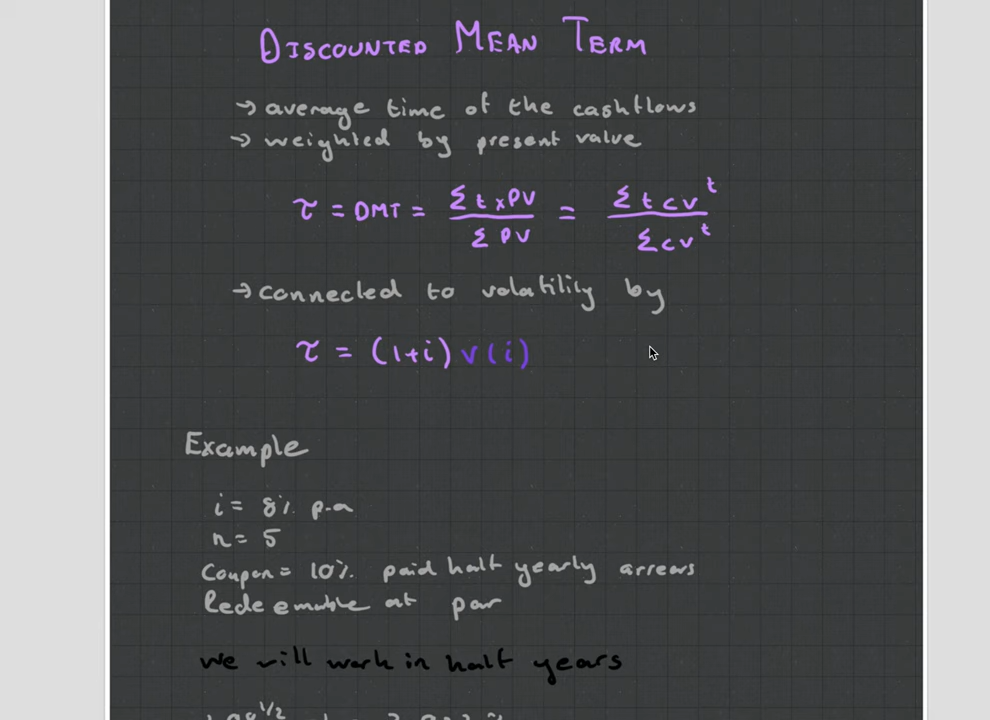 DISCOUNTED MEAN TERM
→ average time of the cashflows
→ weighted by present value
τ = DMT = Σ t x PV / Σ PV = Σ t c v^t / Σ c v^t
→ connected to volatility by
τ = (1+i) v(i)
Example
i = 8% p.a
n = 5
Coupon = 10% paid half yearly arrears
Redeemable at par
we will work in half years